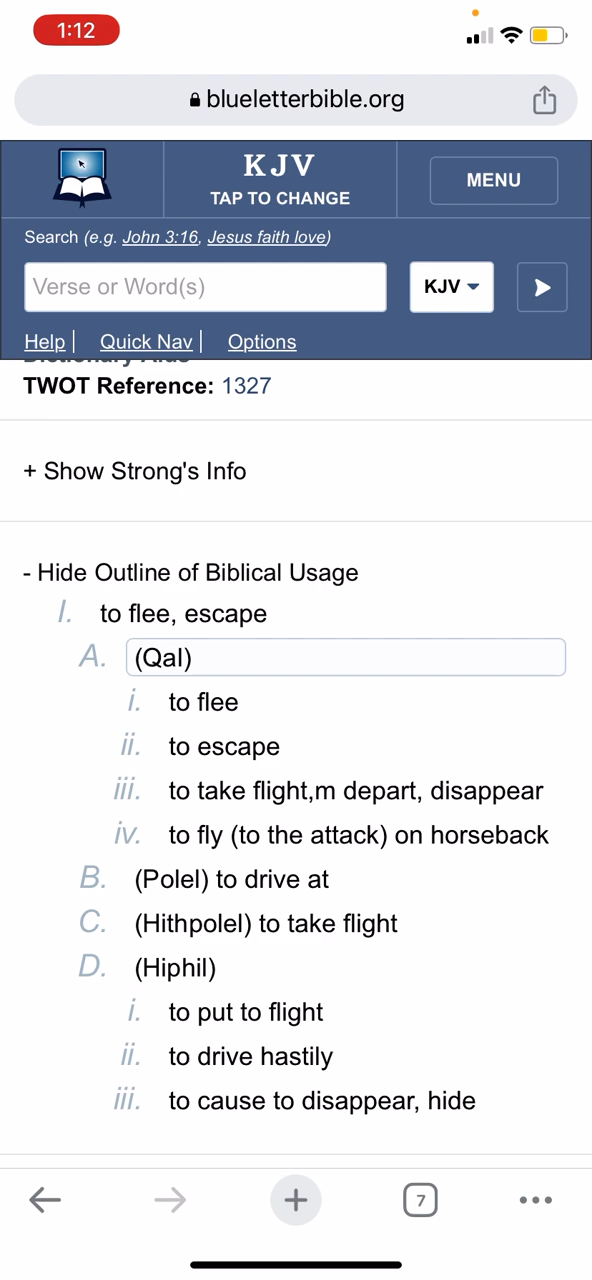 1:12
blueletterbible.org
KJV
TAP TO CHANGE
MENU
Search (e.g. John 3:16, Jesus faith love)
Verse or Word(s)
KJV
Help | Quick Nav | Options
Dictionary Aids
TWOT Reference: 1327
+ Show Strong's Info
- Hide Outline of Biblical Usage
I. to flee, escape
A. (Qal)
i. to flee
ii. to escape
iii. to take flight,m depart, disappear
iv. to fly (to the attack) on horseback
B. (Polel) to drive at
C. (Hithpolel) to take flight
D. (Hiphil)
i. to put to flight
ii. to drive hastily
iii. to cause to disappear, hide
7